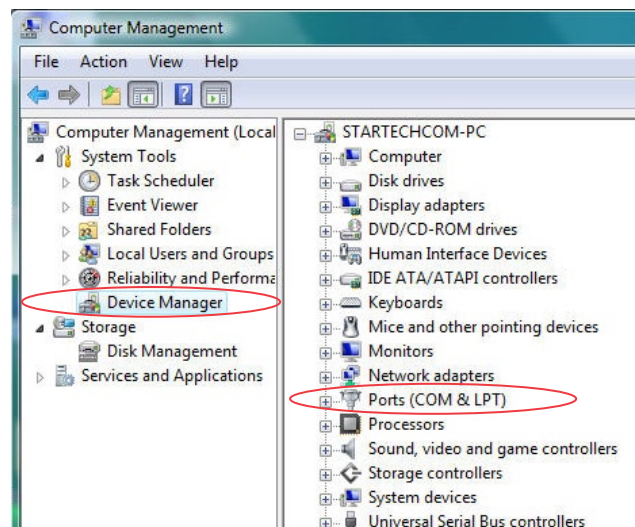 Computer Management
File Action View Help
Computer Management (Local
System Tools
Task Scheduler
Event Viewer
Shared Folders
Local Users and Groups
Reliability and Performa
Device Manager
Storage
Disk Management
Services and Applications
STARTECHCOM-PC
Computer
Disk drives
Display adapters
DVD/CD-ROM drives
Human Interface Devices
IDE ATA/ATAPI controllers
Keyboards
Mice and other pointing devices
Monitors
Network adapters
Ports (COM & LPT)
Processors
Sound, video and game controllers
Storage controllers
System devices
Universal Serial Bus controllers